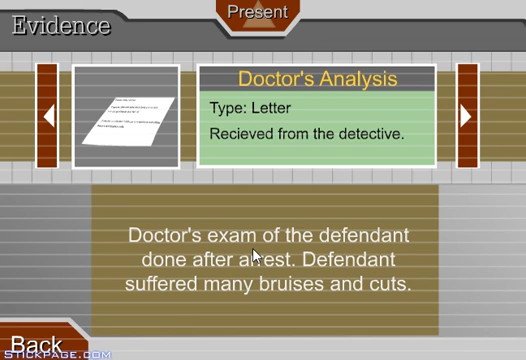 Present
Evidence
Doctor's Analysis
Type: Letter
Recieved from the detective.
Doctor's exam of the defendant
done after arrest. Defendant
suffered many bruises and cuts.
Back
STICKPAGE.COM